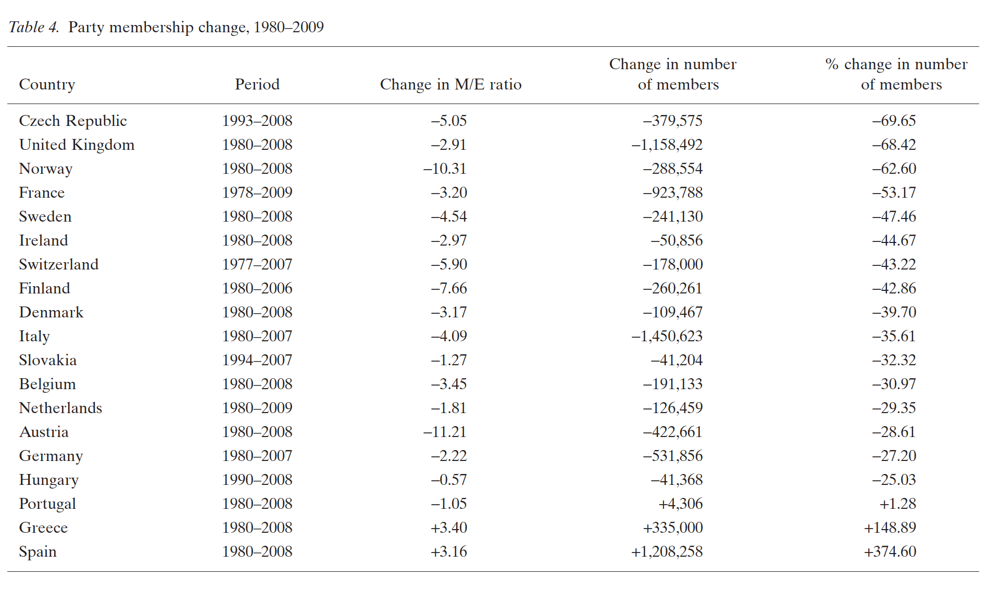 Table 4. Party membership change, 1980–2009
Change in number % change in number
Country Period Change in M/E ratio of members of members
Czech Republic 1993–2008 –5.05 –379,575 –69.65
United Kingdom 1980–2008 –2.91 –1,158,492 –68.42
Norway 1980–2008 –10.31 –288,554 –62.60
France 1978–2009 –3.20 –923,788 –53.17
Sweden 1980–2008 –4.54 –241,130 –47.46
Ireland 1980–2008 –2.97 –50,856 –44.67
Switzerland 1977–2007 –5.90 –178,000 –43.22
Finland 1980–2006 –7.66 –260,261 –42.86
Denmark 1980–2008 –3.17 –109,467 –39.70
Italy 1980–2007 –4.09 –1,450,623 –35.61
Slovakia 1994–2007 –1.27 –41,204 –32.32
Belgium 1980–2008 –3.45 –191,133 –30.97
Netherlands 1980–2009 –1.81 –126,459 –29.35
Austria 1980–2008 –11.21 –422,661 –28.61
Germany 1980–2007 –2.22 –531,856 –27.20
Hungary 1990–2008 –0.57 –41,368 –25.03
Portugal 1980–2008 –1.05 +4,306 +1.28
Greece 1980–2008 +3.40 +335,000 +148.89
Spain 1980–2008 +3.16 +1,208,258 +374.60